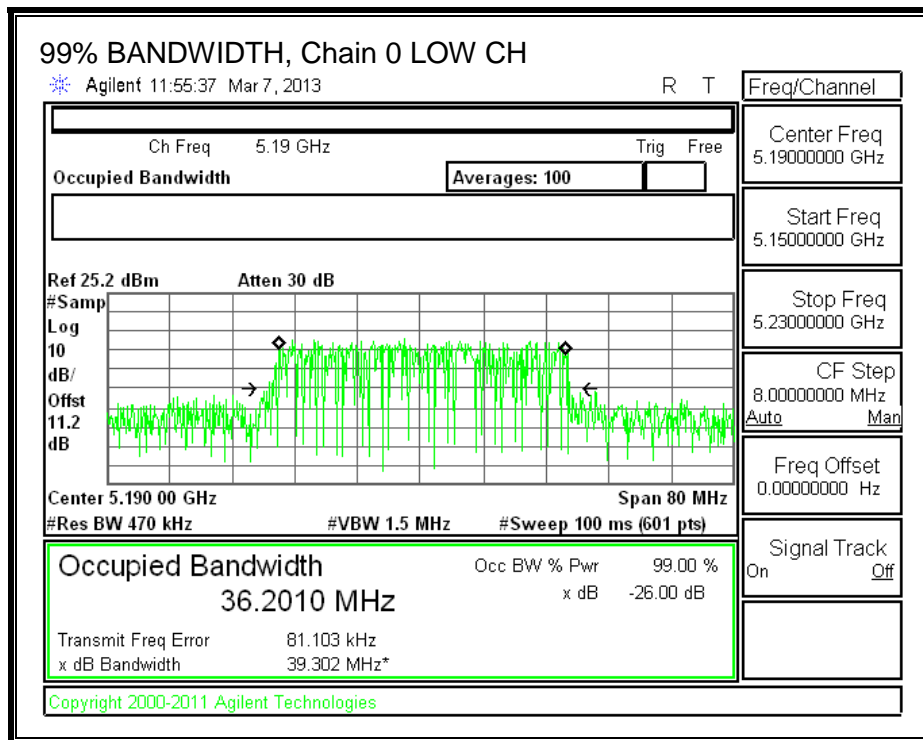 99% BANDWIDTH, Chain 0 LOW CH
Agilent 11:55:37 Mar 7, 2013 R T
Freq/Channel
Ch Freq 5.19 GHz Trig Free
Occupied Bandwidth Averages: 100
Center Freq
5.19000000 GHz
Start Freq
5.15000000 GHz
Stop Freq
5.23000000 GHz
CF Step
8.00000000 MHz
Auto Man
Freq Offset
0.00000000 Hz
Signal Track
On Off
Ref 25.2 dBm Atten 30 dB
#Samp
Log
10
dB/
Offst
11.2
dB
Center 5.190 00 GHz Span 80 MHz
#Res BW 470 kHz #VBW 1.5 MHz #Sweep 100 ms (601 pts)
Occupied Bandwidth Occ BW % Pwr 99.00 %
36.2010 MHz x dB -26.00 dB
Transmit Freq Error 81.103 kHz
x dB Bandwidth 39.302 MHz*
Copyright 2000-2011 Agilent Technologies